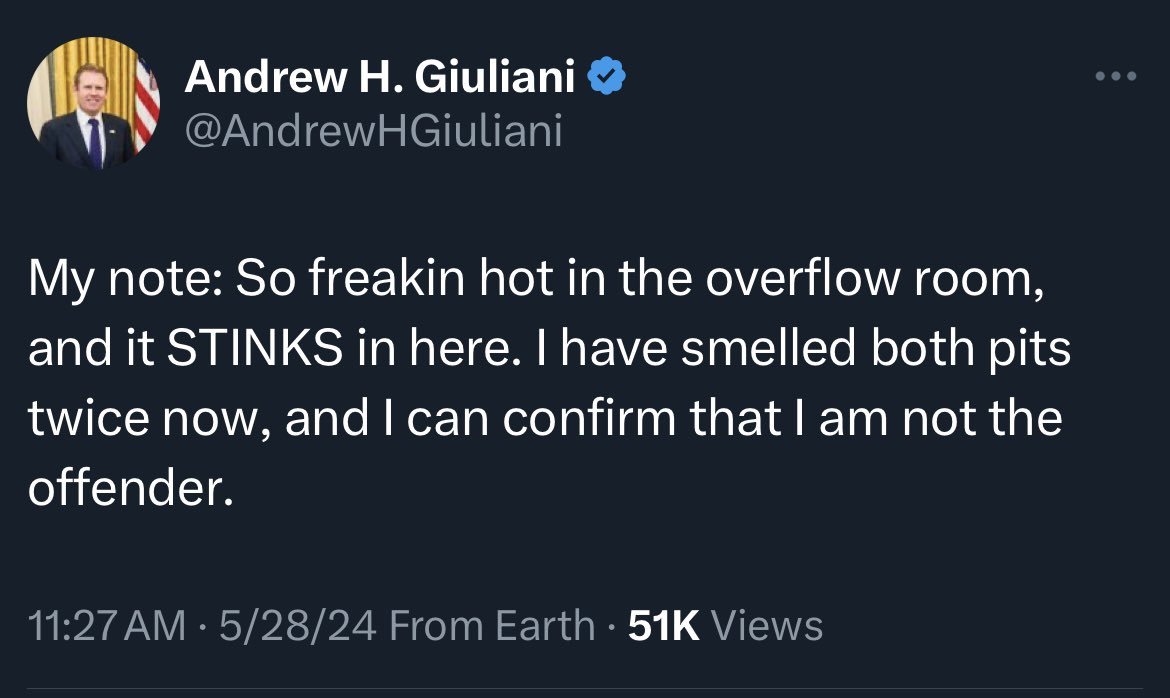 Andrew H. Giuliani
@AndrewHGiuliani
My note: So freakin hot in the overflow room,
and it STINKS in here. I have smelled both pits
twice now, and I can confirm that I am not the
offender.
11:27 AM · 5/28/24 From Earth · 51K Views